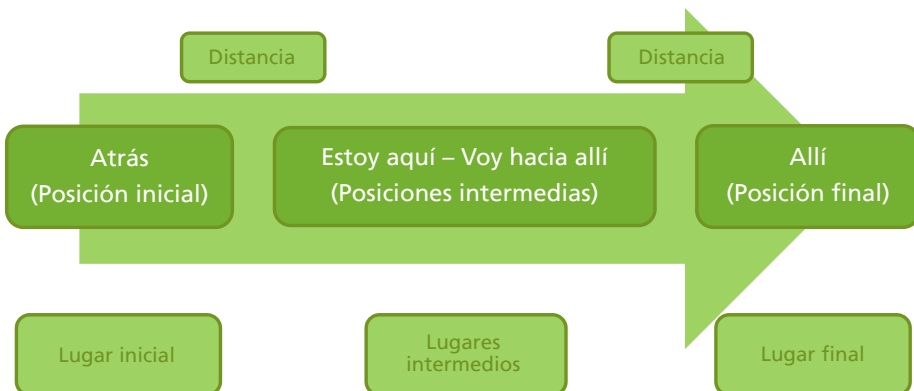 Distancia
Distancia
Atrás
(Posición inicial)
Estoy aquí – Voy hacia allí
(Posiciones intermedias)
Allí
(Posición final)
Lugar inicial
Lugares
intermedios
Lugar final